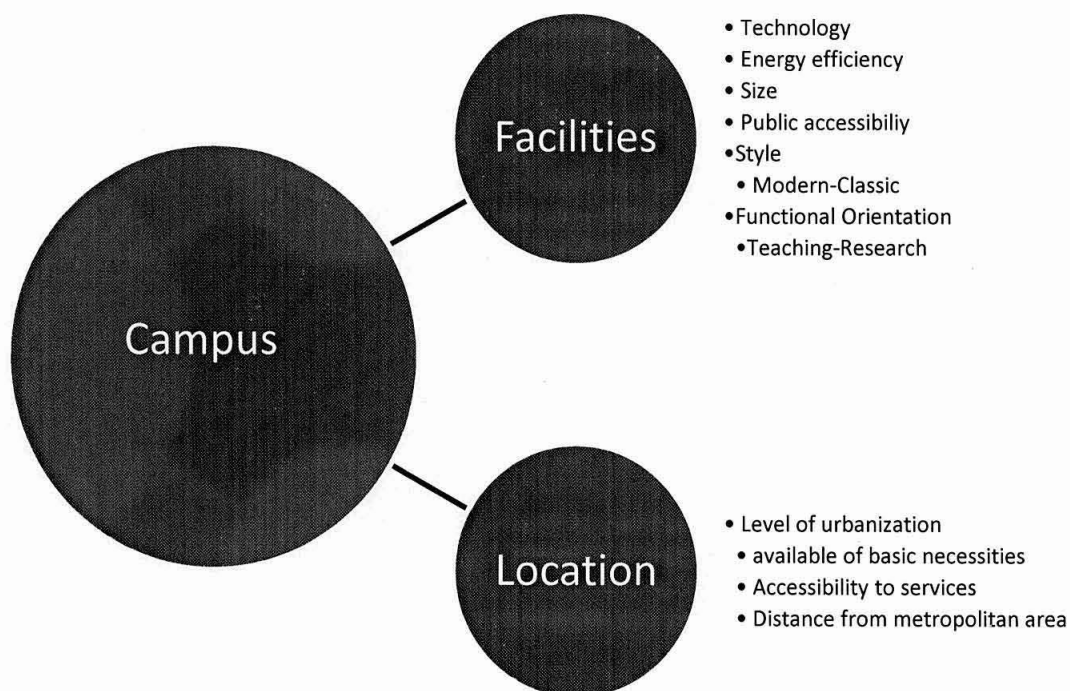 Campus
Facilities
• Technology
• Energy efficiency
• Size
• Public accessibiliy
•Style
• Modern-Classic
•Functional Orientation
•Teaching-Research
Location
• Level of urbanization
• available of basic necessities
• Accessibility to services
• Distance from metropolitan area